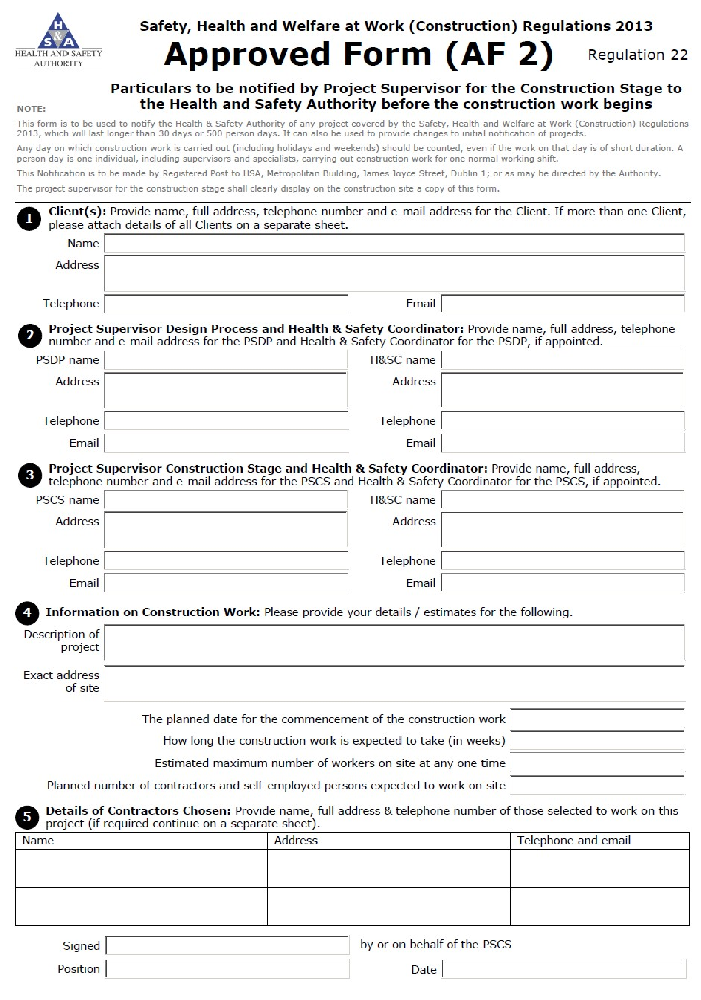 H
&
S A
HEALTH AND SAFETY
AUTHORITY
Safety, Health and Welfare at Work (Construction) Regulations 2013
Approved Form (AF 2)
Regulation 22
Particulars to be notified by Project Supervisor for the Construction Stage to
the Health and Safety Authority before the construction work begins
NOTE:
This form is to be used to notify the Health & Safety Authority of any project covered by the Safety, Health and Welfare at Work (Construction) Regulations
2013, which will last longer than 30 days or 500 person days. It can also be used to provide changes to initial notification of projects.
Any day on which construction work is carried out (including holidays and weekends) should be counted, even if the work on that day is of short duration. A
person day is one individual, including supervisors and specialists, carrying out construction work for one normal working shift.
This Notification is to be made by Registered Post to HSA, Metropolitan Building, James Joyce Street, Dublin 1; or as may be directed by the Authority.
The project supervisor for the construction stage shall clearly display on the construction site a copy of this form.
1 Client(s): Provide name, full address, telephone number and e-mail address for the Client. If more than one Client,
please attach details of all Clients on a separate sheet.
Name
Address
Telephone Email
2 Project Supervisor Design Process and Health & Safety Coordinator: Provide name, full address, telephone
number and e-mail address for the PSDP and Health & Safety Coordinator for the PSDP, if appointed.
PSDP name H&SC name
Address Address
Telephone Telephone
Email Email
3 Project Supervisor Construction Stage and Health & Safety Coordinator: Provide name, full address,
telephone number and e-mail address for the PSCS and Health & Safety Coordinator for the PSCS, if appointed.
PSCS name H&SC name
Address Address
Telephone Telephone
Email Email
4 Information on Construction Work: Please provide your details / estimates for the following.
Description of
project
Exact address
of site
The planned date for the commencement of the construction work
How long the construction work is expected to take (in weeks)
Estimated maximum number of workers on site at any one time
Planned number of contractors and self-employed persons expected to work on site
5 Details of Contractors Chosen: Provide name, full address & telephone number of those selected to work on this
project (if required continue on a separate sheet).
Name Address Telephone and email
Signed by or on behalf of the PSCS
Position Date